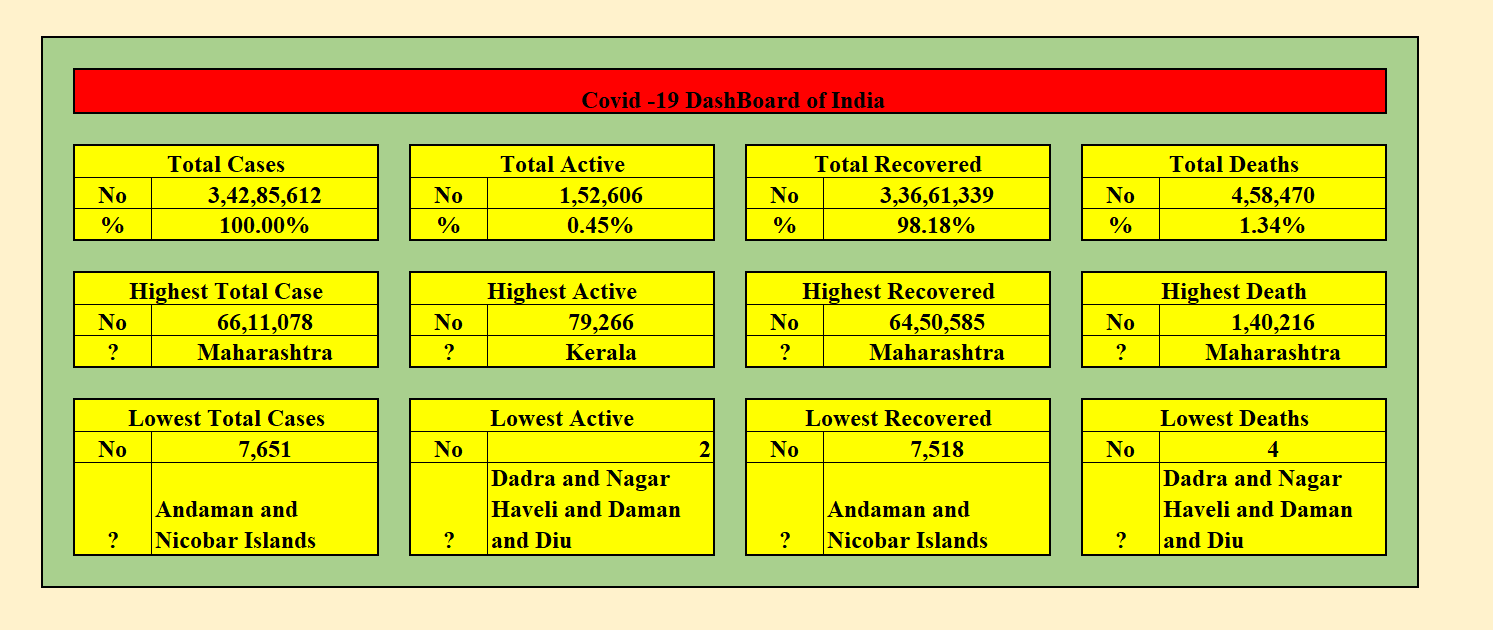 Covid -19 DashBoard of India
Total Cases
No 3,42,85,612
% 100.00%
Total Active
No 1,52,606
% 0.45%
Total Recovered
No 3,36,61,339
% 98.18%
Total Deaths
No 4,58,470
% 1.34%
Highest Total Case
No 66,11,078
? Maharashtra
Highest Active
No 79,266
? Kerala
Highest Recovered
No 64,50,585
? Maharashtra
Highest Death
No 1,40,216
? Maharashtra
Lowest Total Cases
No 7,651
Andaman and
? Nicobar Islands
Lowest Active
No 2
Dadra and Nagar
Haveli and Daman
? and Diu
Lowest Recovered
No 7,518
Andaman and
? Nicobar Islands
Lowest Deaths
No 4
Dadra and Nagar
Haveli and Daman
? and Diu